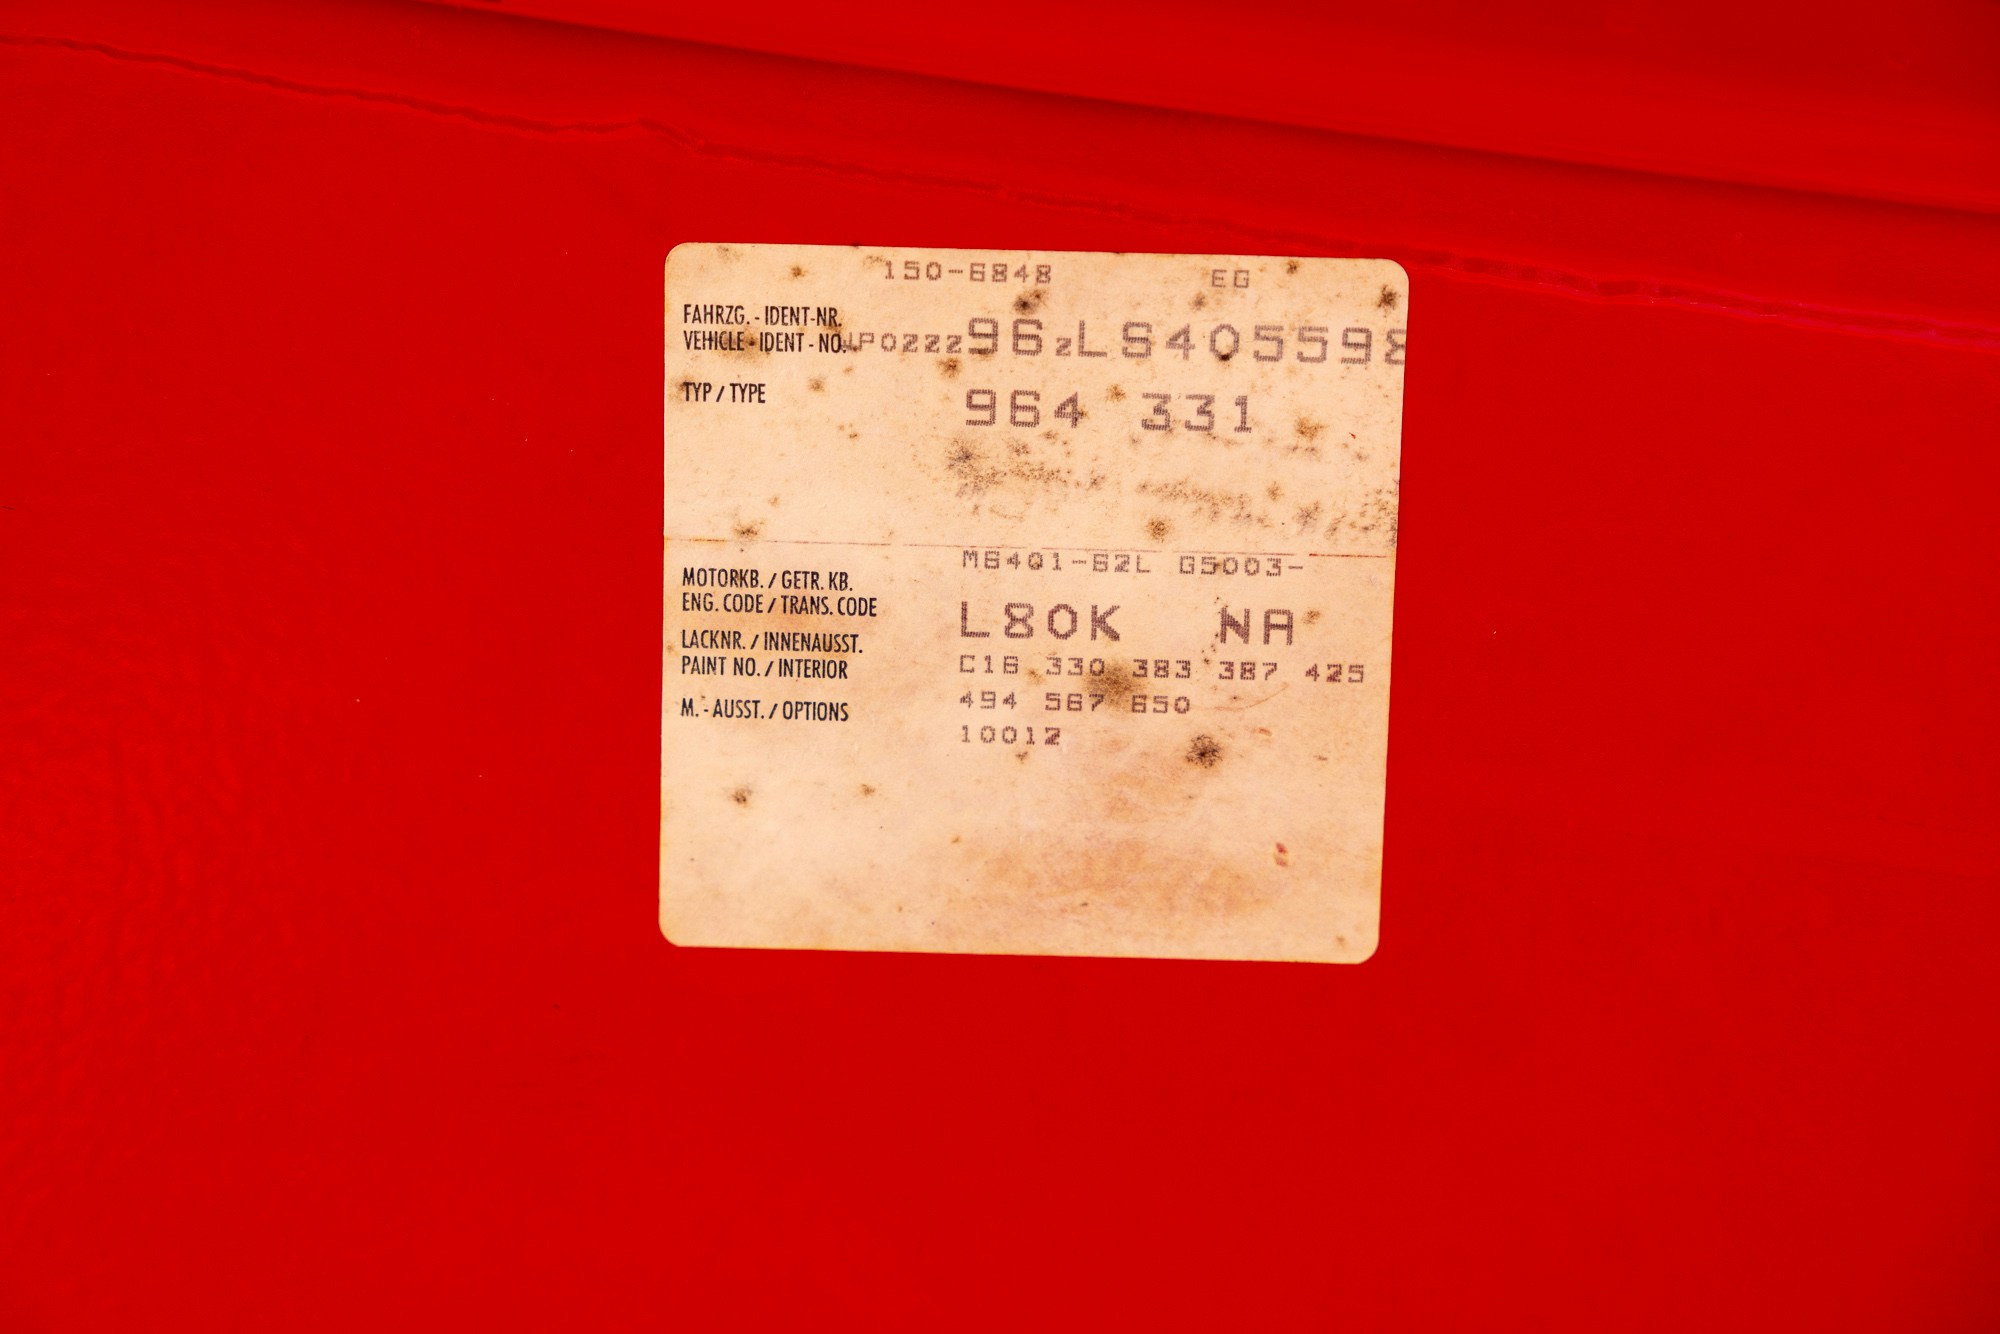 150-6848 EG
FAHRZG. - IDENT-NR.
VEHICLE - IDENT - NO. WP0ZZZ96ZLS405598
TYP / TYPE 964 331
M6401-62L G5003-
MOTORKB. / GETR. KB.
ENG. CODE / TRANS. CODE
L80K NA
LACKNR. / INNENAUSST.
PAINT NO. / INTERIOR
C16 330 383 387 425
494 567 650
M. - AUSST. / OPTIONS
10012